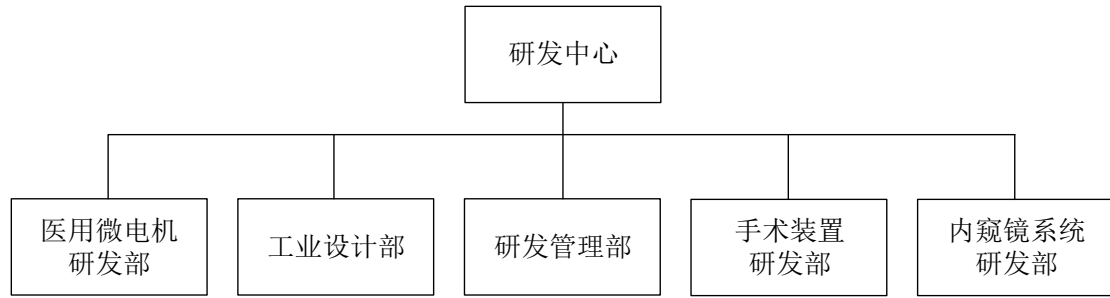 研发中心
医用微电机
研发部
工业设计部
研发管理部
手术装置
研发部
内窥镜系统
研发部